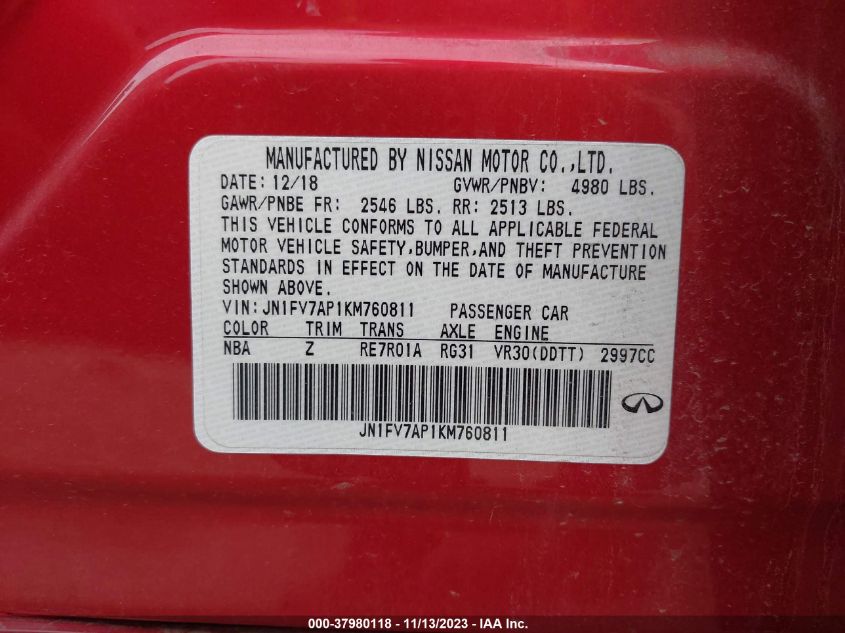 MANUFACTURED BY NISSAN MOTOR CO.,LTD.
DATE: 12/18 GVWR/PNBV: 4980 LBS.
GAWR/PNBE FR: 2546 LBS. RR: 2513 LBS.
THIS VEHICLE CONFORMS TO ALL APPLICABLE FEDERAL
MOTOR VEHICLE SAFETY,BUMPER,AND THEFT PREVENTION
STANDARDS IN EFFECT ON THE DATE OF MANUFACTURE
SHOWN ABOVE.
VIN:JN1FV7AP1KM760811 PASSENGER CAR
COLOR TRIM TRANS AXLE ENGINE
NBA Z RE7R01A RG31 VR30(DDTT) 2997CC
JN1FV7AP1KM760811
000-37980118 - 11/13/2023 - IAA Inc.